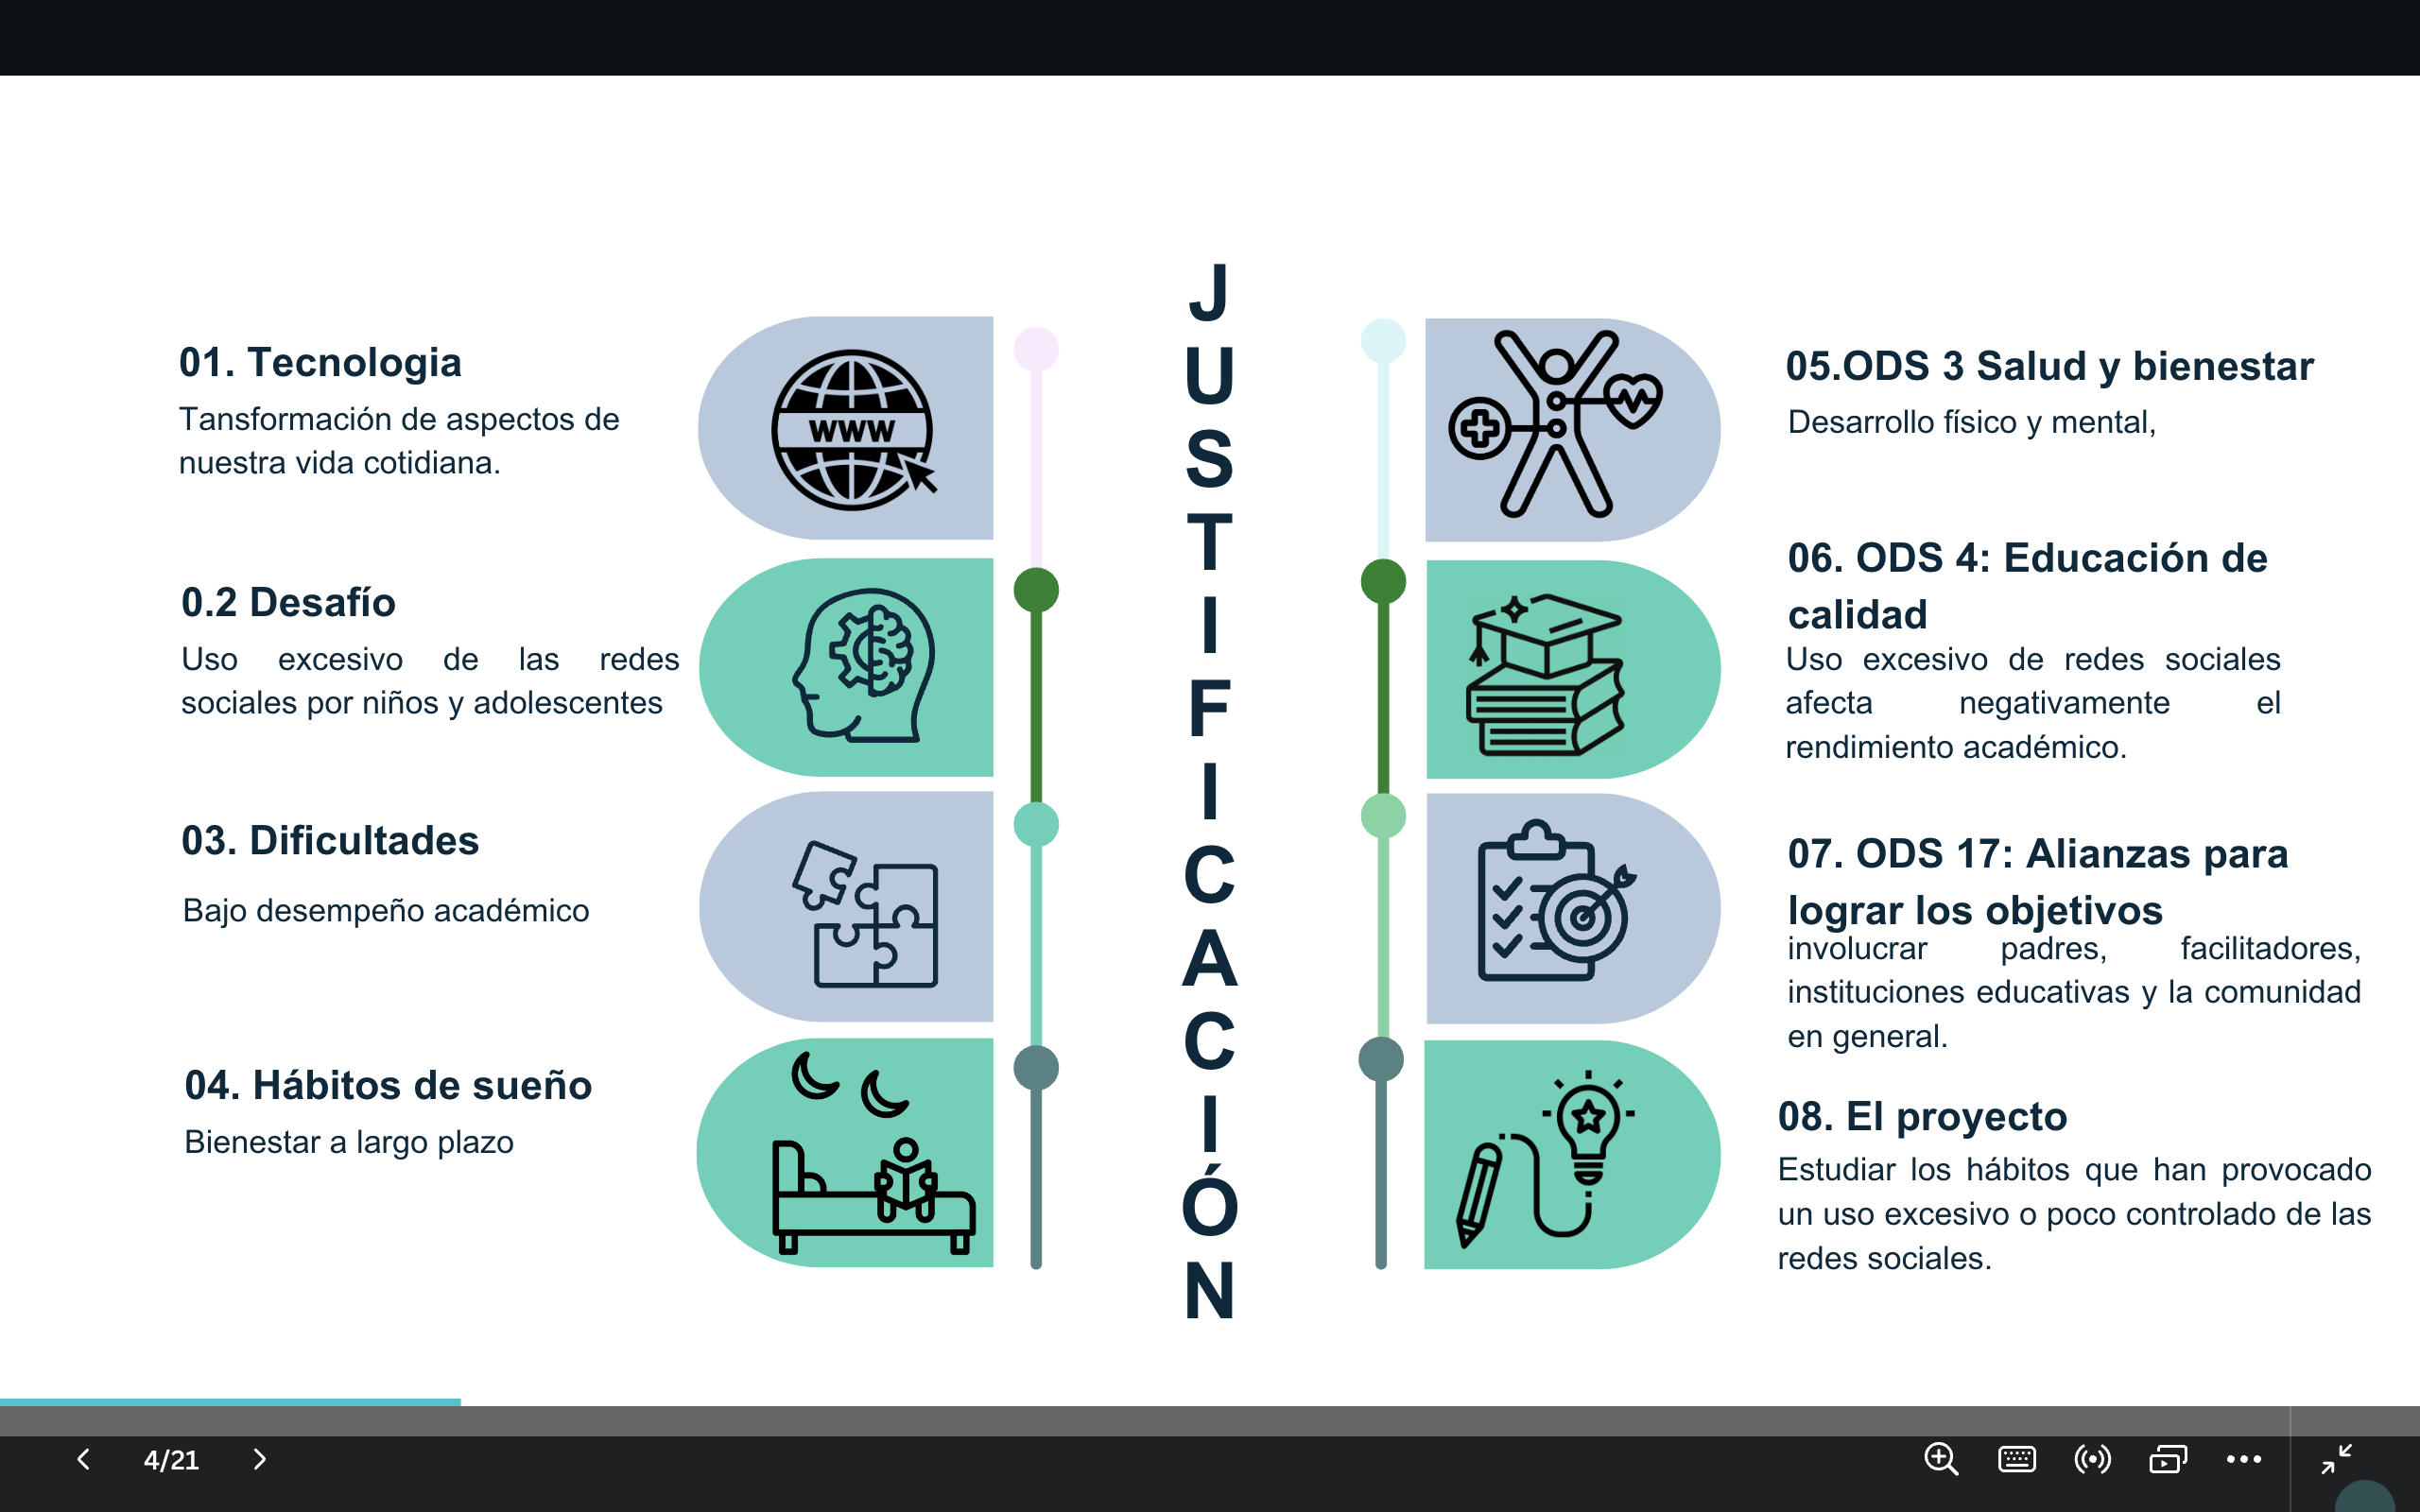 JUSTIFICACIÓN
01. Tecnologia
Tansformación de aspectos de
nuestra vida cotidiana.
WWW
0.2 Desafío
Uso excesivo de las redes
sociales por niños y adolescentes
03. Dificultades
Bajo desempeño académico
04. Hábitos de sueño
Bienestar a largo plazo
05.ODS 3 Salud y bienestar
Desarrollo físico y mental,
06. ODS 4: Educación de
calidad
Uso excesivo de redes sociales
afecta negativamente el
rendimiento académico.
07. ODS 17: Alianzas para
lograr los objetivos
involucrar padres, facilitadores,
instituciones educativas y la comunidad
en general.
08. El proyecto
Estudiar los hábitos que han provocado
un uso excesivo o poco controlado de las
redes sociales.
4/21